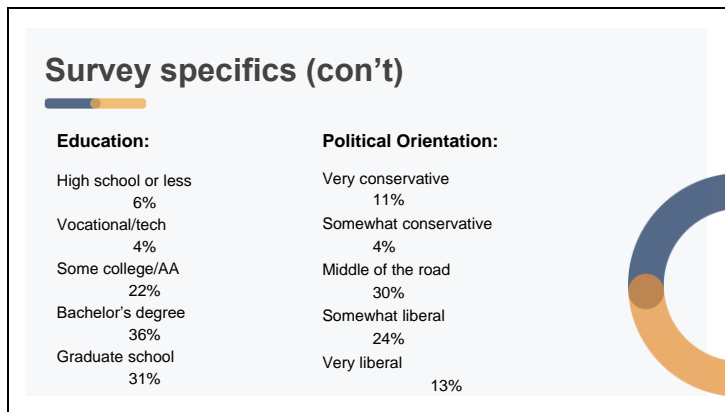 Survey specifics (con’t)
Education:
High school or less
6%
Vocational/tech
4%
Some college/AA
22%
Bachelor’s degree
36%
Graduate school
31%
Political Orientation:
Very conservative
11%
Somewhat conservative
4%
Middle of the road
30%
Somewhat liberal
24%
Very liberal
13%